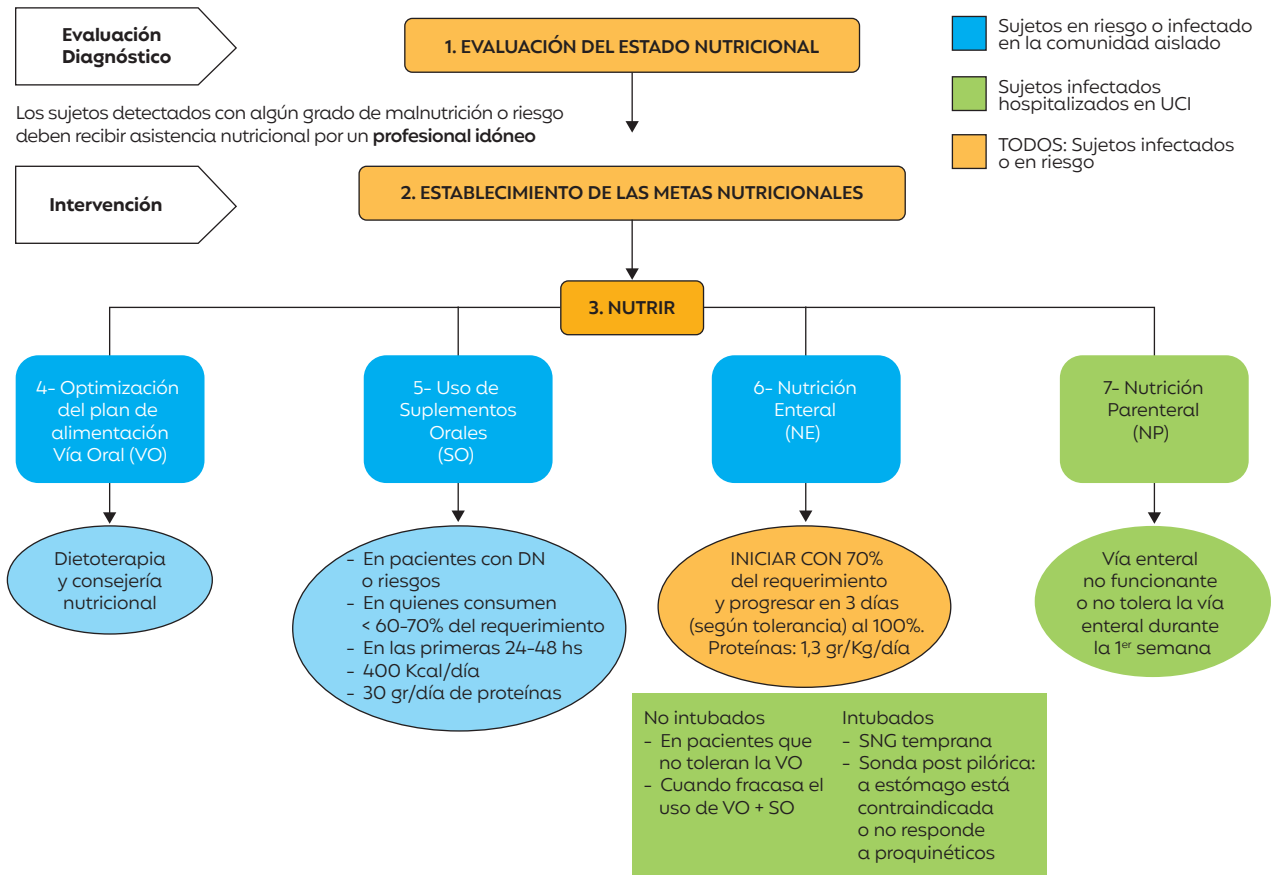 Evaluación
Diagnóstico
1. EVALUACIÓN DEL ESTADO NUTRICIONAL
Sujetos en riesgo o infectado
en la comunidad aislado
Sujetos infectados
hospitalizados en UCI
TODOS: Sujetos infectados
o en riesgo
Los sujetos detectados con algún grado de malnutrición o riesgo
deben recibir asistencia nutricional por un profesional idóneo
Intervención
2. ESTABLECIMIENTO DE LAS METAS NUTRICIONALES
3. NUTRIR
4- Optimización
del plan de
alimentación
Vía Oral (VO)
5- Uso de
Suplementos
Orales
(SO)
6- Nutrición
Enteral
(NE)
7- Nutrición
Parenteral
(NP)
Dietoterapia
y consejería
nutricional
- En pacientes con DN
o riesgos
- En quienes consumen
< 60-70% del requerimiento
- En las primeras 24-48 hs
- 400 Kcal/día
- 30 gr/día de proteínas
INICIAR CON 70%
del requerimiento
y progresar en 3 días
(según tolerancia) al 100%.
Proteínas: 1,3 gr/Kg/día
Vía enteral
no funcionante
o no tolera la vía
enteral durante
la 1er semana
No intubados
- En pacientes que
no toleran la VO
- Cuando fracasa el
uso de VO + SO
Intubados
- SNG temprana
- Sonda post pilórica:
a estómago está
contraindicada
o no responde
a proquinéticos